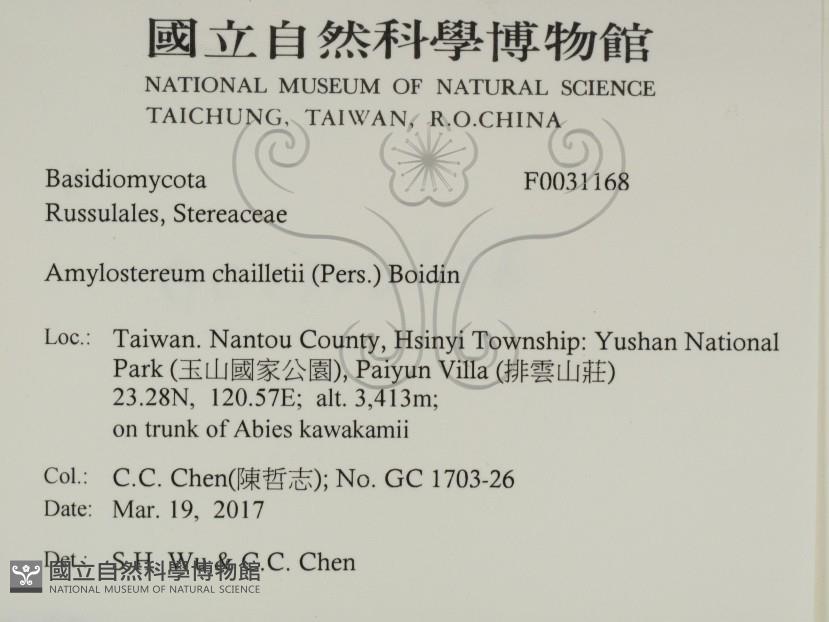 國立自然科學博物館
NATIONAL MUSEUM OF NATURAL SCIENCE
TAICHUNG, TAIWAN, R.O.CHINA
Basidiomycota F0031168
Russulales, Stereaceae
Amylostereum chailletii (Pers.) Boidin
Loc.: Taiwan. Nantou County, Hsinyi Township: Yushan National
Park (玉山國家公園), Paiyun Villa (排雲山莊)
23.28N, 120.57E; alt. 3,413m;
on trunk of Abies kawakamii
Col.: C.C. Chen(陳哲志); No. GC 1703-26
Date: Mar. 19, 2017
Det.: S.H. Wu & C.C. Chen
國立自然科學博物館
NATIONAL MUSEUM OF NATURAL SCIENCE